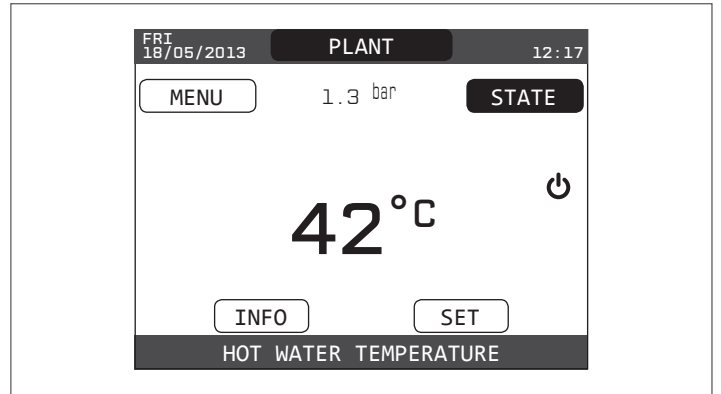 FRI
18/05/2013 PLANT 12:17
MENU 1.3 bar STATE
42°C
INFO SET
HOT WATER TEMPERATURE